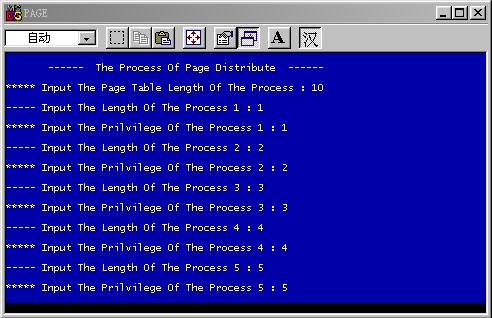 PAGE
自动
A 汉
------ The Process Of Page Distribute ------
***** Input The Page Table Length Of The Process : 10
----- Input The Length Of The Process 1 : 1
***** Input The Prilvilege Of The Process 1 : 1
----- Input The Length Of The Process 2 : 2
***** Input The Prilvilege Of The Process 2 : 2
----- Input The Length Of The Process 3 : 3
***** Input The Prilvilege Of The Process 3 : 3
----- Input The Length Of The Process 4 : 4
***** Input The Prilvilege Of The Process 4 : 4
----- Input The Length Of The Process 5 : 5
***** Input The Prilvilege Of The Process 5 : 5